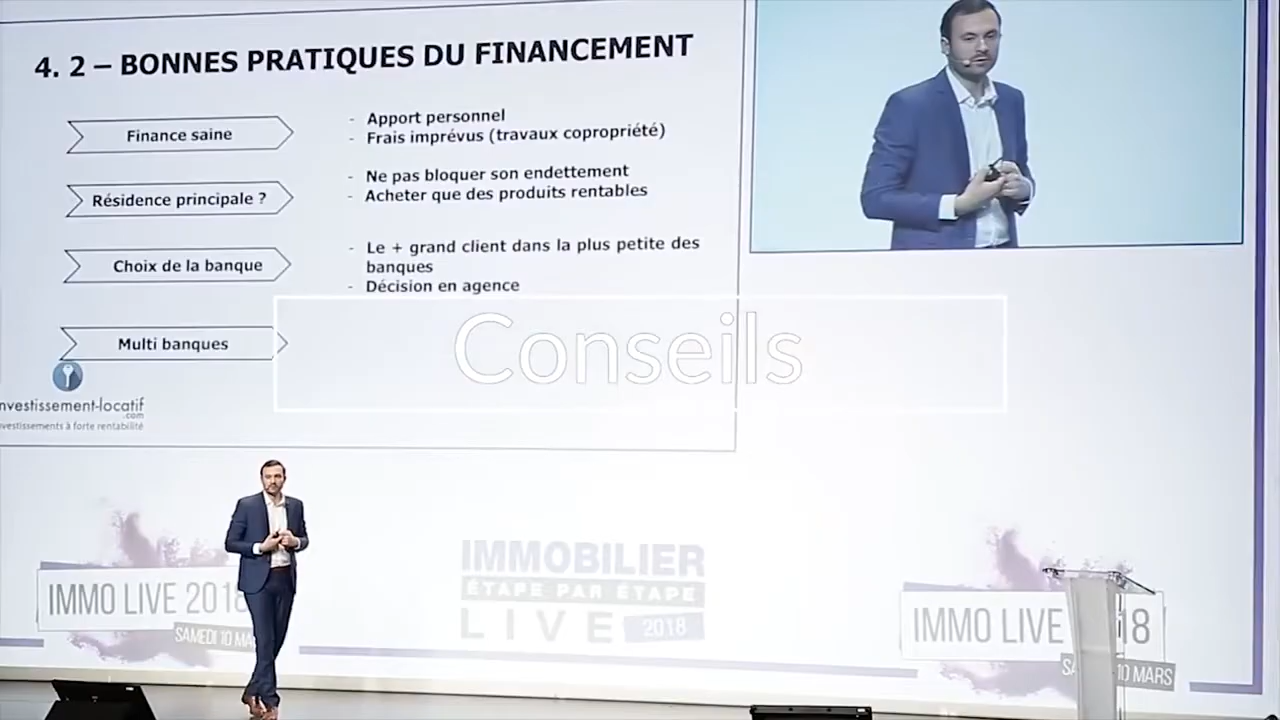 4. 2 – BONNES PRATIQUES DU FINANCEMENT
Finance saine
- Apport personnel
- Frais imprévus (travaux copropriété)
Résidence principale ?
- Ne pas bloquer son endettement
- Acheter que des produits rentables
Choix de la banque
- Le + grand client dans la plus petite des
banques
- Décision en agence
Multi banques
Conseils
nvestissement-locatif
.com
vestissements à forte rentabilité
IMMO LIVE 2018
SAMEDI 10 MA
IMMOBILIER
ÉTAPE PAR ÉTAPE
LIVE 2018
IMMO LIVE 18
SA 10 MARS